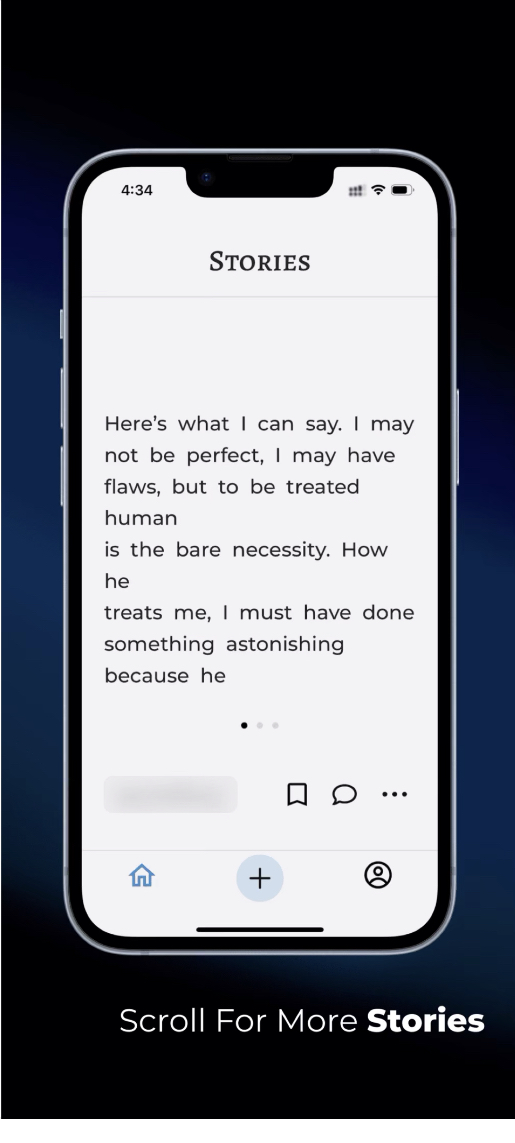 4:34
Stories
Here's what I can say. I may
not be perfect, I may have
flaws, but to be treated
human
is the bare necessity. How
he
treats me, I must have done
something astonishing
because he
Scroll For More Stories